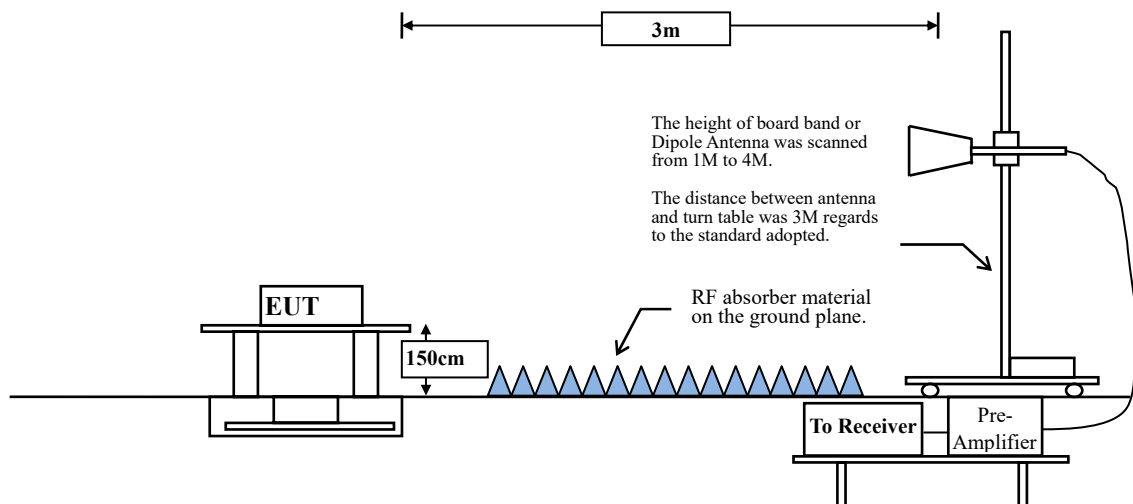 3m
The height of board band or
Dipole Antenna was scanned
from 1M to 4M.
The distance between antenna
and turn table was 3M regards
to the standard adopted.
EUT
RF absorber material
on the ground plane.
150cm
To Receiver
Pre-
Amplifier